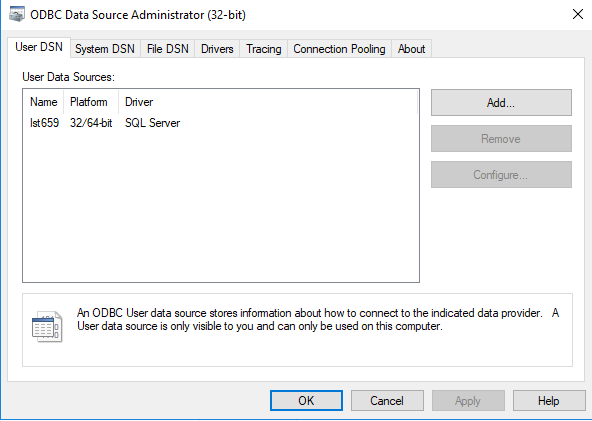 ODBC Data Source Administrator (32-bit)
User DSN System DSN File DSN Drivers Tracing Connection Pooling About
User Data Sources:
Name Platform Driver
Ist659 32/64-bit SQL Server
Add...
Remove
Configure...
An ODBC User data source stores information about how to connect to the indicated data provider. A
User data source is only visible to you and can only be used on this computer.
OK Cancel Apply Help